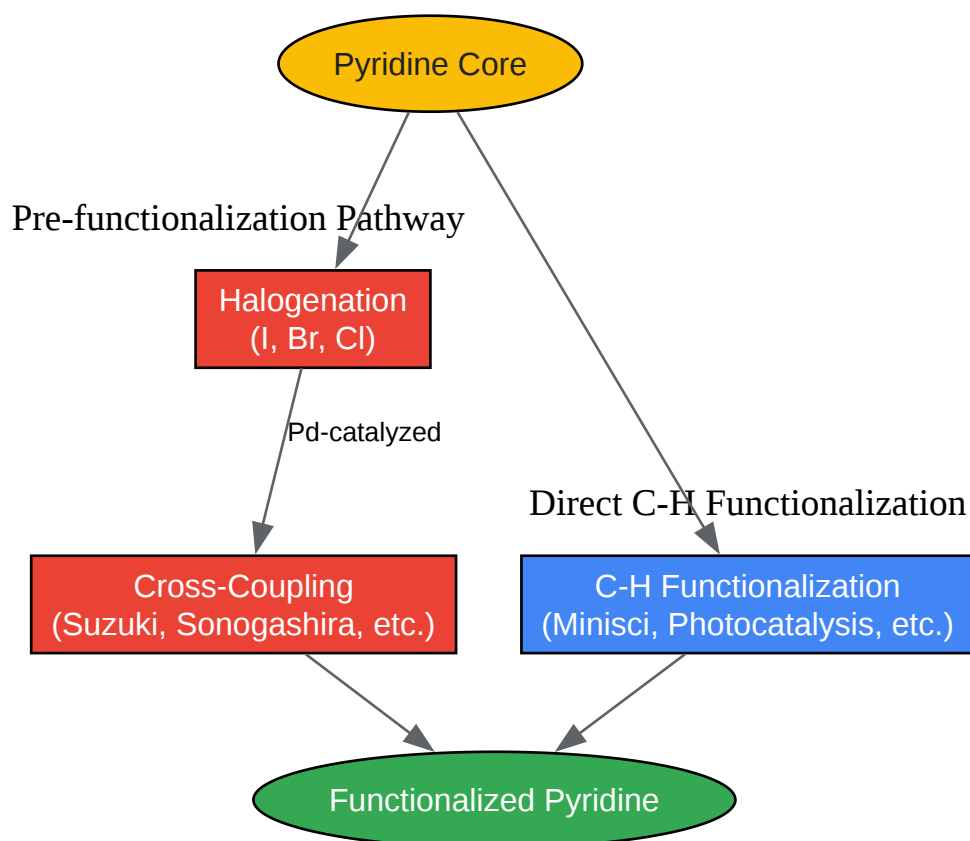 Pyridine Core
Pre-functionalization Pathway
Halogenation
(I, Br, Cl)
Pd-catalyzed
Direct C-H Functionalization
Cross-Coupling
(Suzuki, Sonogashira, etc.)
C-H Functionalization
(Minisci, Photocatalysis, etc.)
Functionalized Pyridine